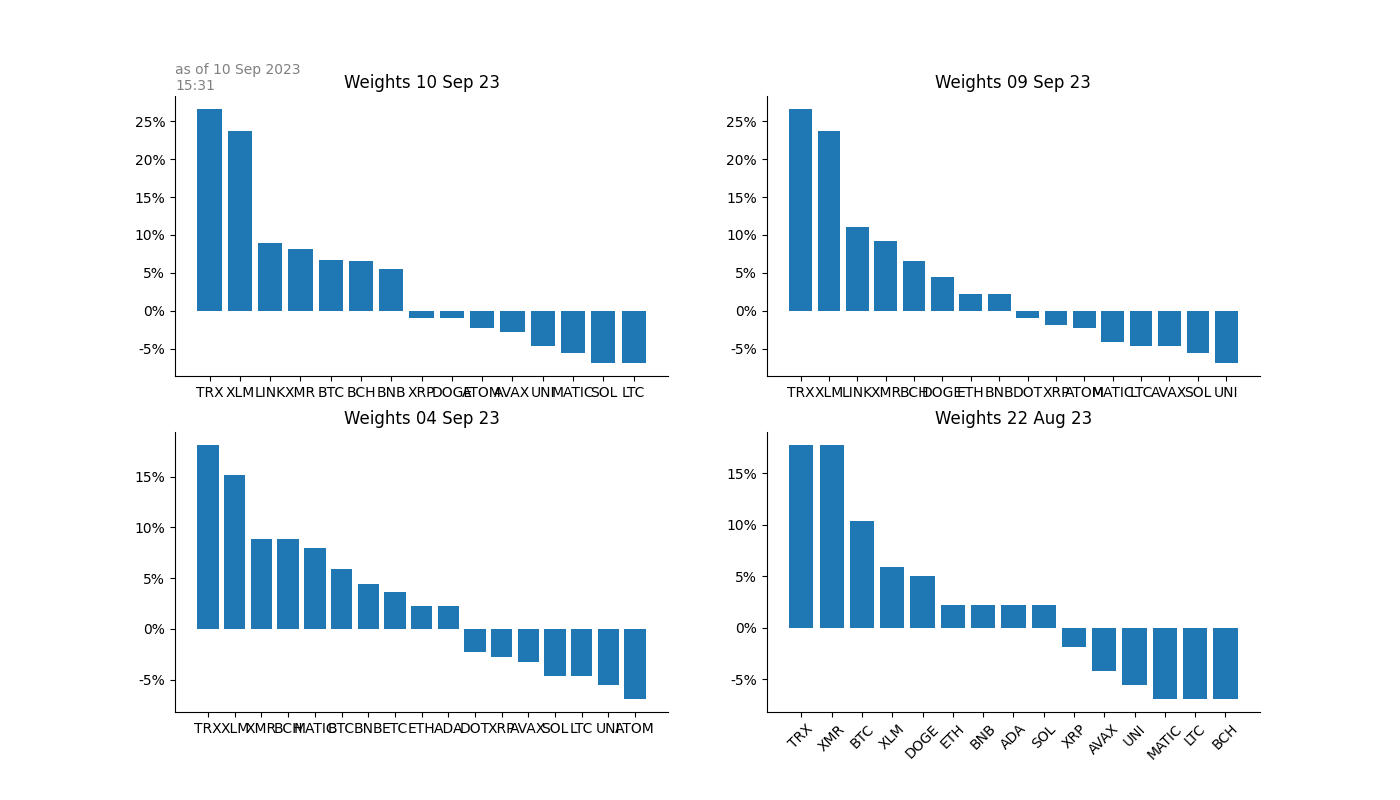 as of 10 Sep 2023
15:31
Weights 10 Sep 23
25%
20%
15%
10%
5%
0%
-5%
TRX XLM LINK XMR BTC BCH BNB XRP DOGE ATOM AVAX UNI MATIC SOL LTC
Weights 09 Sep 23
25%
20%
15%
10%
5%
0%
-5%
TRX XLM LINK XMR BCH DOGE ETH BNB DOT XRP ATOM MATIC LTC AVAX SOL UNI
Weights 04 Sep 23
15%
10%
5%
0%
-5%
TRX XLM XMR BCH MATIC BTC BNB ETC ETH ADA DOT XRP AVAX SOL LTC UNI ATOM
Weights 22 Aug 23
15%
10%
5%
0%
-5%
TRX XMR BTC XLM DOGE ETH BNB ADA SOL XRP AVAX UNI MATIC LTC BCH